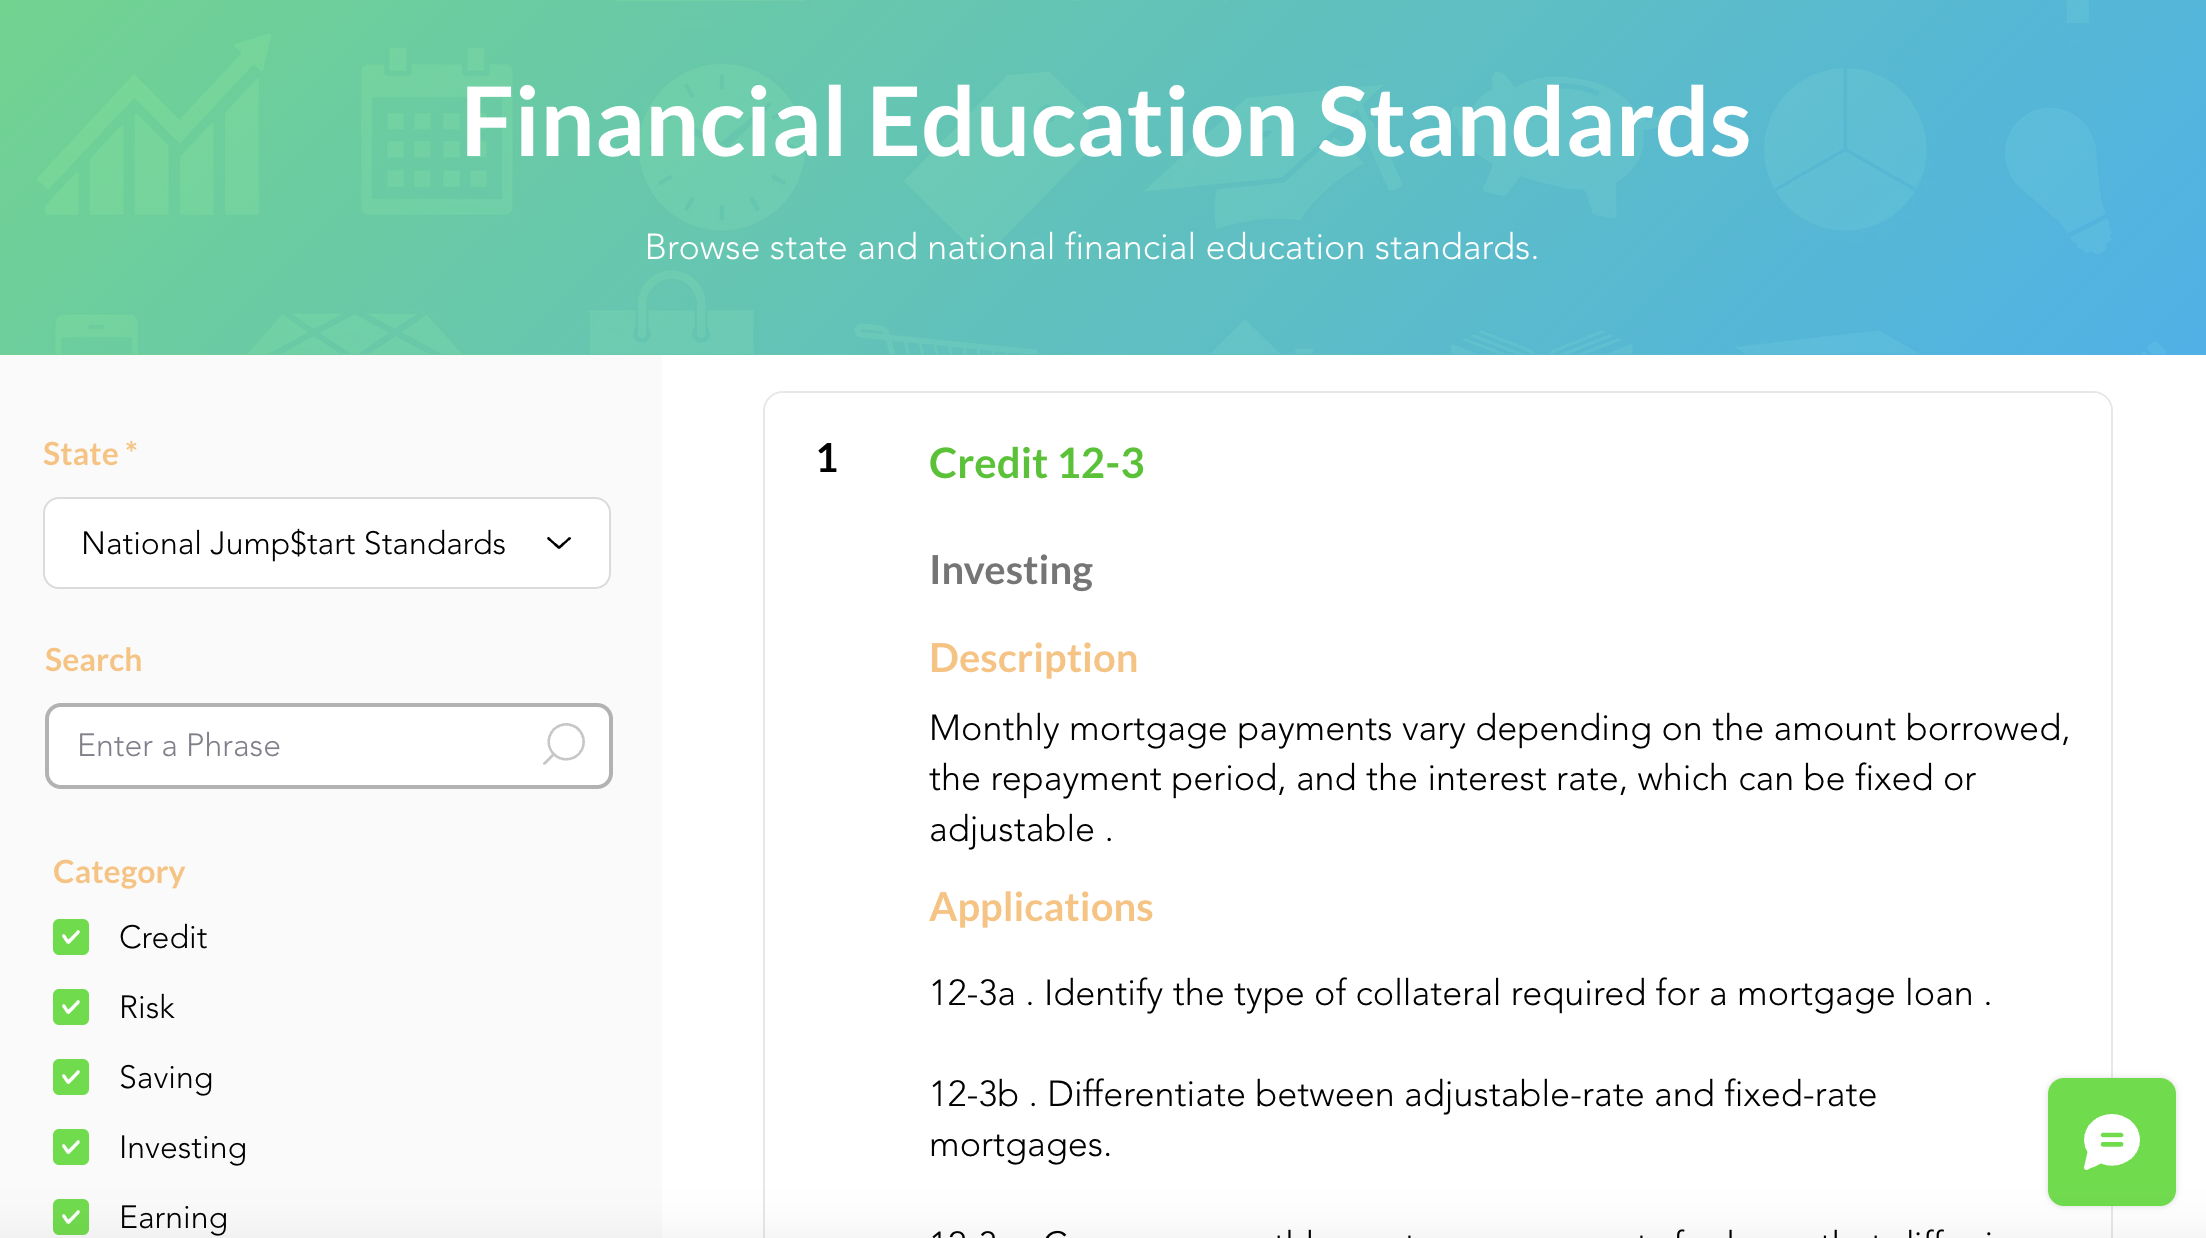 Financial Education Standards
Browse state and national financial education standards.
State *
National Jump$tart Standards
Search
Enter a Phrase
Category
Credit
Risk
Saving
Investing
Earning
1
Credit 12-3
Investing
Description
Monthly mortgage payments vary depending on the amount borrowed,
the repayment period, and the interest rate, which can be fixed or
adjustable .
Applications
12-3a . Identify the type of collateral required for a mortgage loan .
12-3b . Differentiate between adjustable-rate and fixed-rate
mortgages.